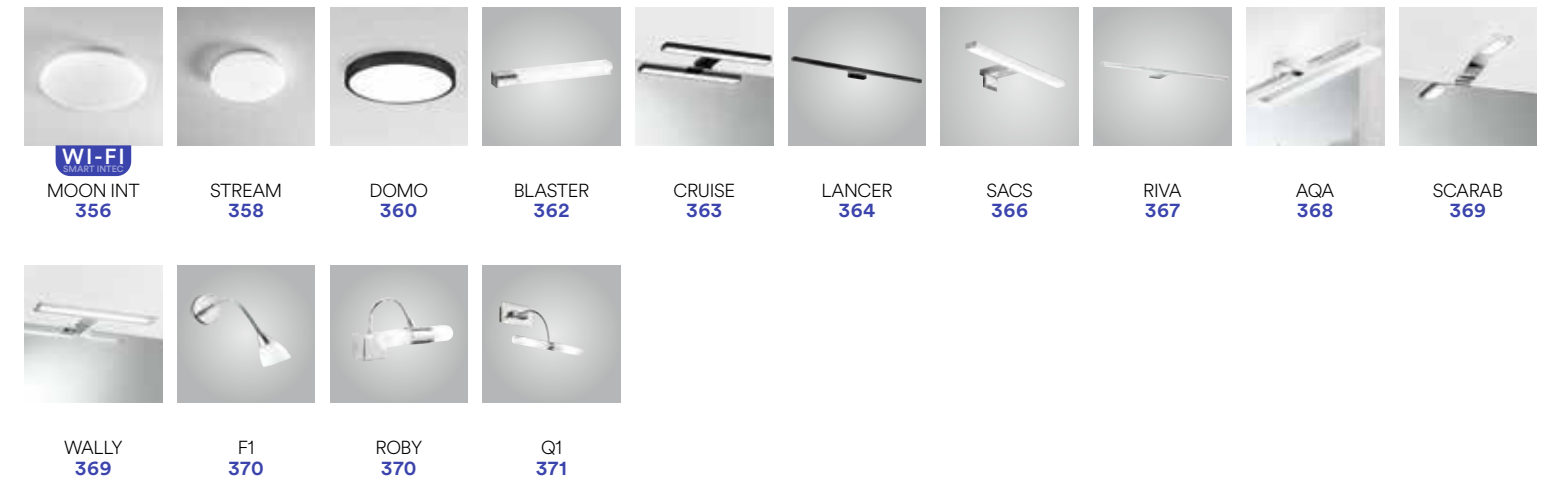 WI-FI
SMART INTEC
MOON INT
356
STREAM
358
DOMO
360
BLASTER
362
CRUISE
363
LANCER
364
SACS
366
RIVA
367
AQA
368
SCARAB
369
WALLY
369
F1
370
ROBY
370
Q1
371